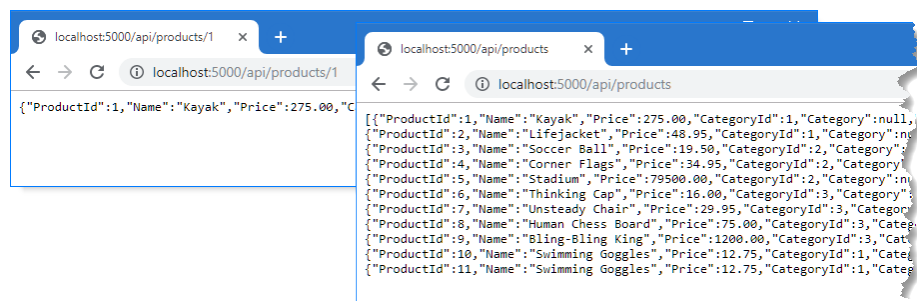 localhost:5000/api/products/1
localhost:5000/api/products/1
{"ProductId":1,"Name":"Kayak","Price":275.00,"C
localhost:5000/api/products
localhost:5000/api/products
[{"ProductId":1,"Name":"Kayak","Price":275.00,"CategoryId":1,"Category":null,
{"ProductId":2,"Name":"Lifejacket","Price":48.95,"CategoryId":1,"Category":nu
{"ProductId":3,"Name":"Soccer Ball","Price":19.50,"CategoryId":2,"Category":
{"ProductId":4,"Name":"Corner Flags","Price":34.95,"CategoryId":2,"Category"
{"ProductId":5,"Name":"Stadium","Price":79500.00,"CategoryId":2,"Category":nu
{"ProductId":6,"Name":"Thinking Cap","Price":16.00,"CategoryId":3,"Category":
{"ProductId":7,"Name":"Unsteady Chair","Price":29.95,"CategoryId":3,"Category
{"ProductId":8,"Name":"Human Chess Board","Price":75.00,"CategoryId":3,"Cate
{"ProductId":9,"Name":"Bling-Bling King","Price":1200.00,"CategoryId":3,"Cat
{"ProductId":10,"Name":"Swimming Goggles","Price":12.75,"CategoryId":1,"Categ
{"ProductId":11,"Name":"Swimming Goggles","Price":12.75,"CategoryId":1,"Categ